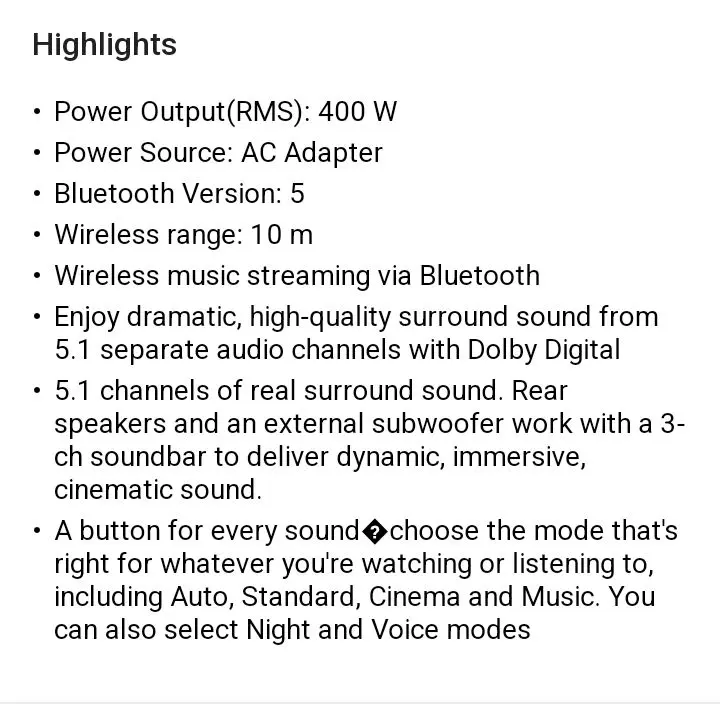 Highlights
• Power Output(RMS): 400 W
• Power Source: AC Adapter
• Bluetooth Version: 5
• Wireless range: 10 m
• Wireless music streaming via Bluetooth
• Enjoy dramatic, high-quality surround sound from
5.1 separate audio channels with Dolby Digital
• 5.1 channels of real surround sound. Rear
speakers and an external subwoofer work with a 3-
ch soundbar to deliver dynamic, immersive,
cinematic sound.
• A button for every sound�choose the mode that's
right for whatever you're watching or listening to,
including Auto, Standard, Cinema and Music. You
can also select Night and Voice modes